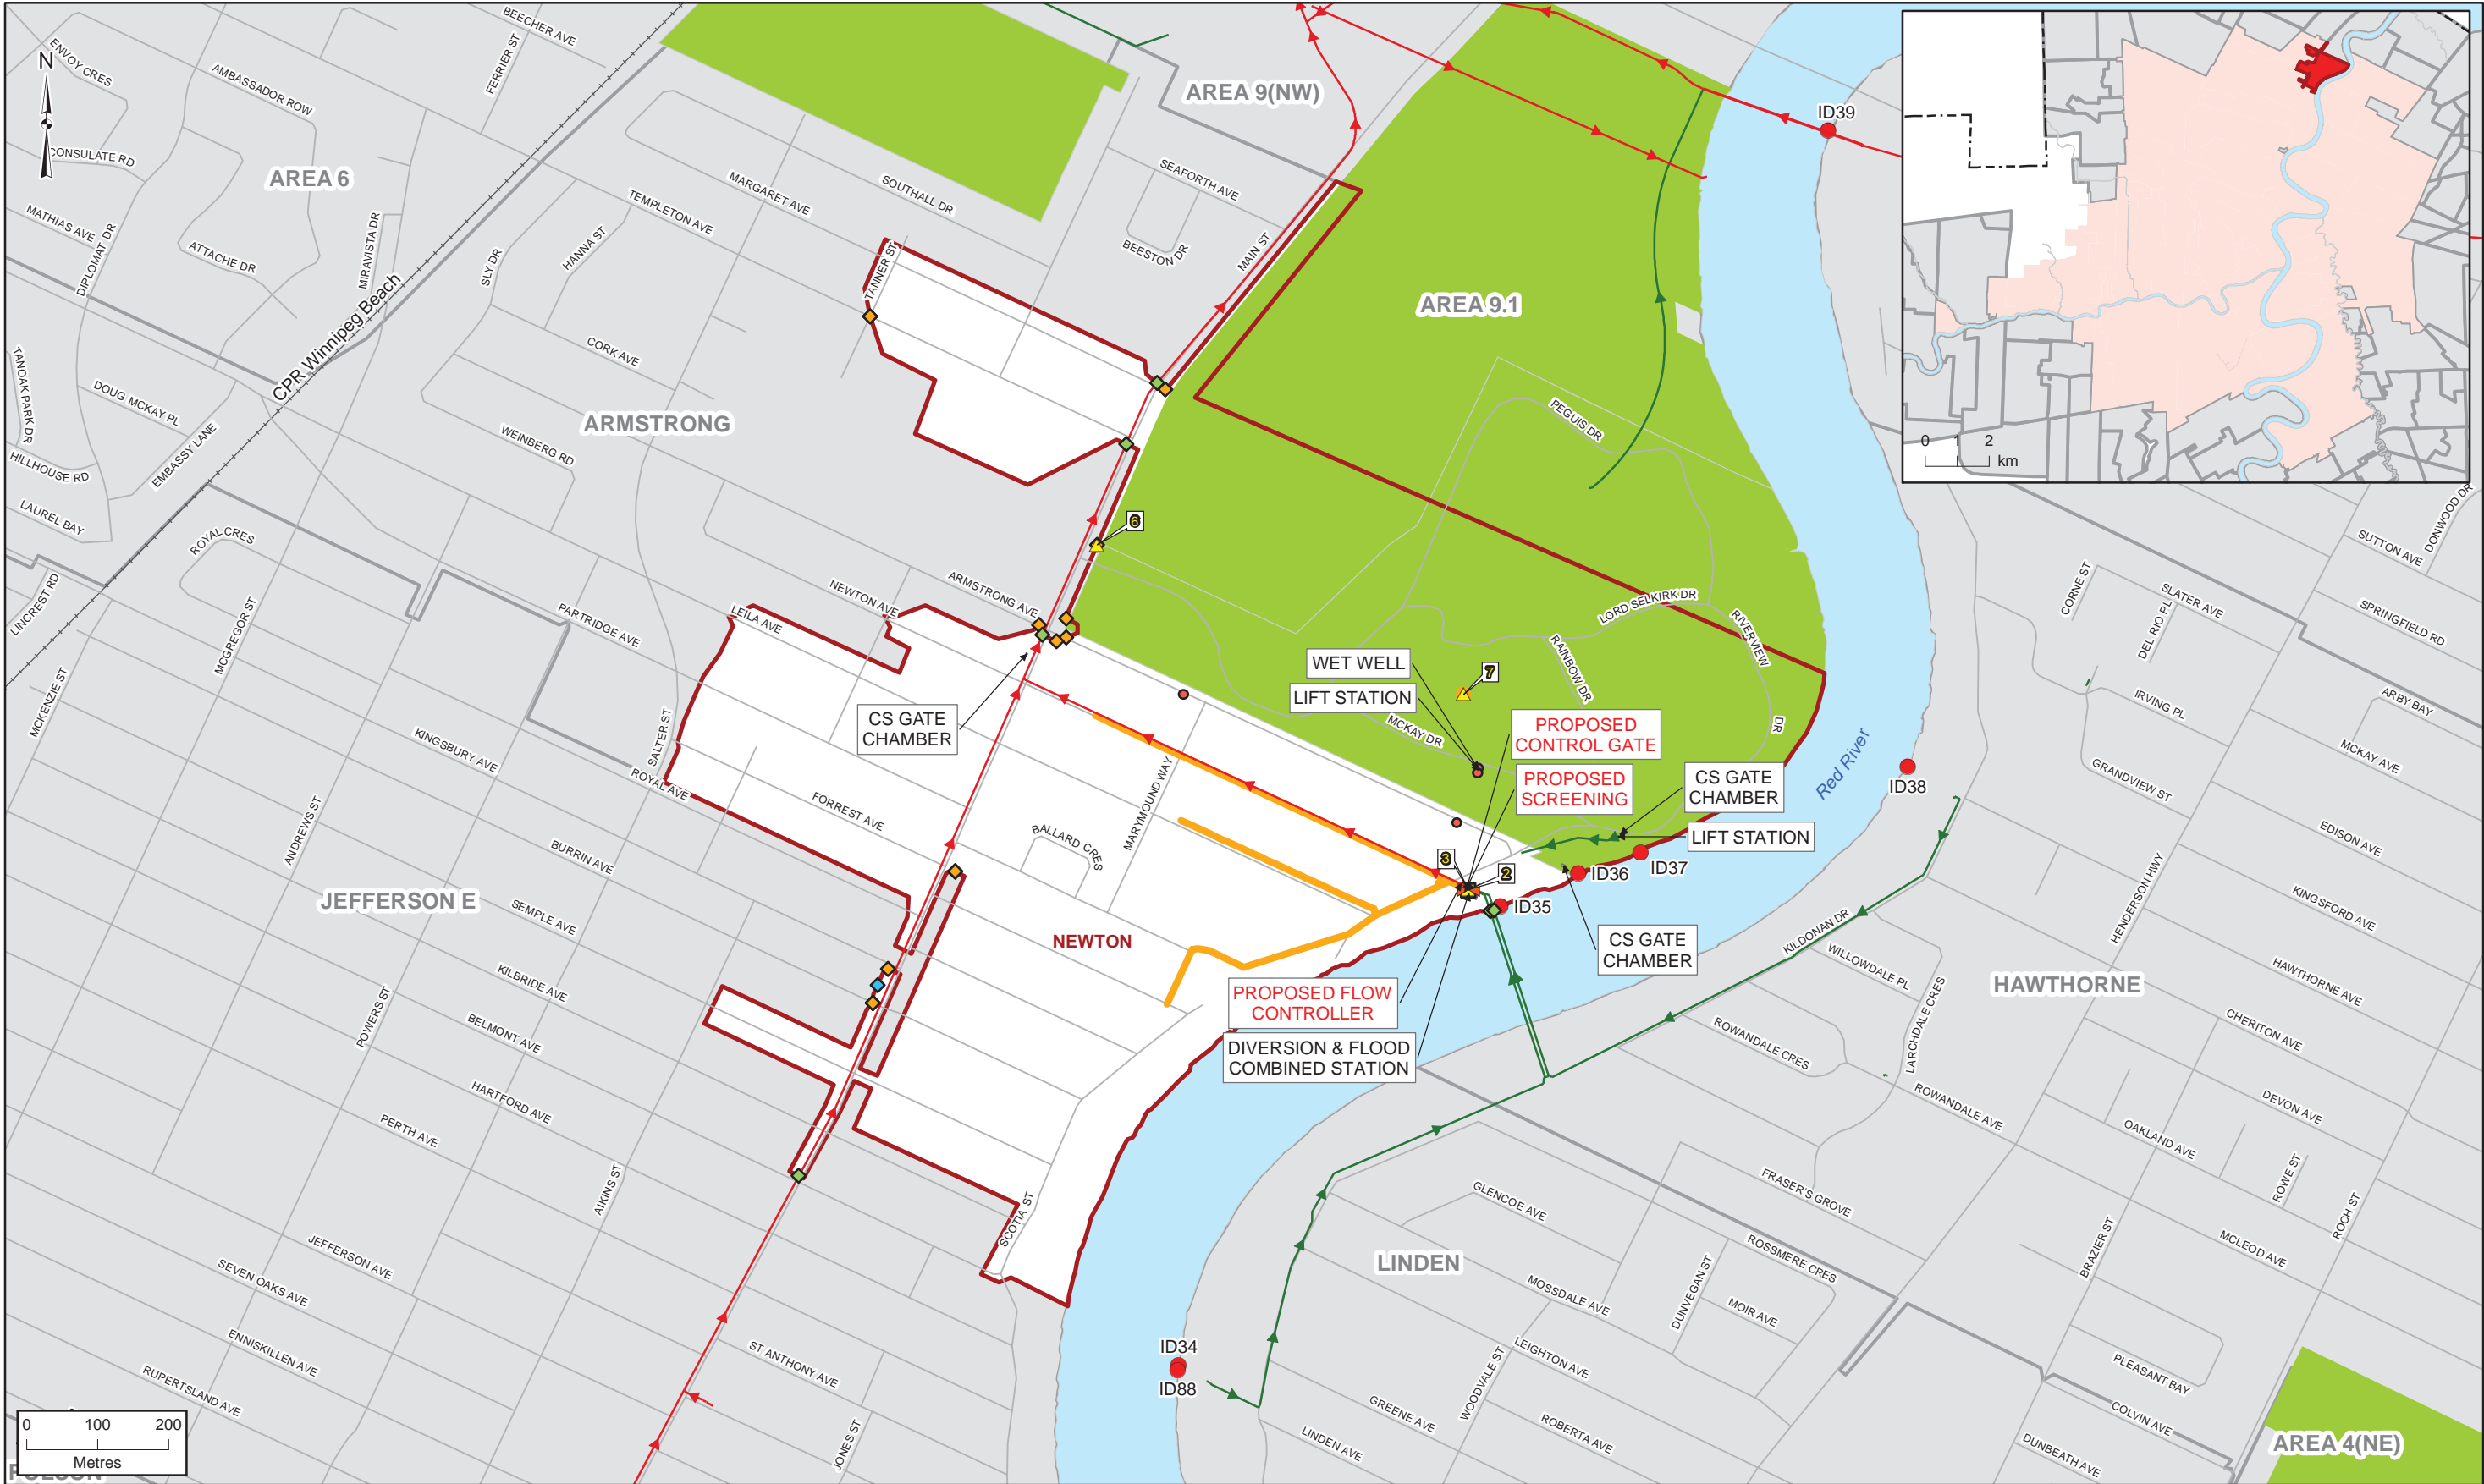 BEECHER AVE
ENVOY CRES
FERRIER ST
N
AMBASSADOR ROW
AREA 9(NW)
ID39
CONSULATE RD
AREA 6
SEAFORTH AVE
MARGARET AVE
SOUTHALL DR
TEMPLETON AVE
MATHIAS AVE
DIPLOMAT DR
ATTACHE DR
MIRAVISTA DR
SLY DR
HANNA ST
TANNER ST
BEESTON DR
MAIN ST
AREA 9.1
CPR Winnipeg Beach
CORK AVE
TANOAK PARK DR
DOUG MCKAY PL
ARMSTRONG
PEGUIS DR
0 1 2
km
WEINBERG RD
EMBASSY LANE
HILLHOUSE RD
LAUREL BAY
ROYAL CRES
6
DONWOOD DR
SUTTON AVE
LINCREST RD
MCGREGOR ST
PARTRIDGE AVE
LEILA AVE
NEWTON AVE
ARMSTRONG AVE
LORD SELKIRK DR
RIVERVIEW
DR
RAINBOW DR
CORNE ST
SLATER AVE
DEL RIO PL
SPRINGFIELD RD
WET WELL
LIFT STATION
7
MCKAY DR
MCKENZIE ST
SALTER ST
CS GATE
CHAMBER
PROPOSED
CONTROL GATE
PROPOSED
SCREENING
CS GATE
CHAMBER
LIFT STATION
Red River
ID38
IRVING PL
ARBY BAY
MCKAY AVE
GRANDVIEW ST
KINGSBURY AVE
ROYAL AVE
FORREST AVE
MARYMOUND WAY
BALLARD CRES
ANDREWS ST
BURRIN AVE
EDISON AVE
3
2
ID36
ID37
ID35
JEFFERSON E
SEMPLE AVE
NEWTON
HENDERSON HWY
KINGSFORD AVE
KILDONAN DR
CS GATE
CHAMBER
WILLOWDALE PL
HAWTHORNE
HAWTHORNE AVE
KILBRIDE AVE
PROPOSED FLOW
CONTROLLER
DIVERSION & FLOOD
COMBINED STATION
POWERS ST
BELMONT AVE
ROWANDALE CRES
LARCHDALE CRES
CHERITON AVE
HARTFORD AVE
PERTH AVE
ROWANDALE AVE
DEVON AVE
OAKLAND AVE
AIKINS ST
SCOTIA ST
GLENCOE AVE
FRASER'S GROVE
ROWE ST
ROCH ST
JEFFERSON AVE
SEVEN OAKS AVE
LINDEN
ROSSMERE CRES
BRAZIER ST
MCLEOD AVE
MOSSDALE AVE
DUNVEGAN ST
MOIR AVE
ENNISKILLEN AVE
ST ANTHONY AVE
ID34
ID88
LEIGHTON AVE
WOODVALE ST
PLEASANT BAY
RUPERTSLAND AVE
JONES ST
GREENE AVE
ROBERTA AVE
LINDEN AVE
COLVIN AVE
DUNBEATH AVE
AREA 4(NE)
0 100 200
Metres